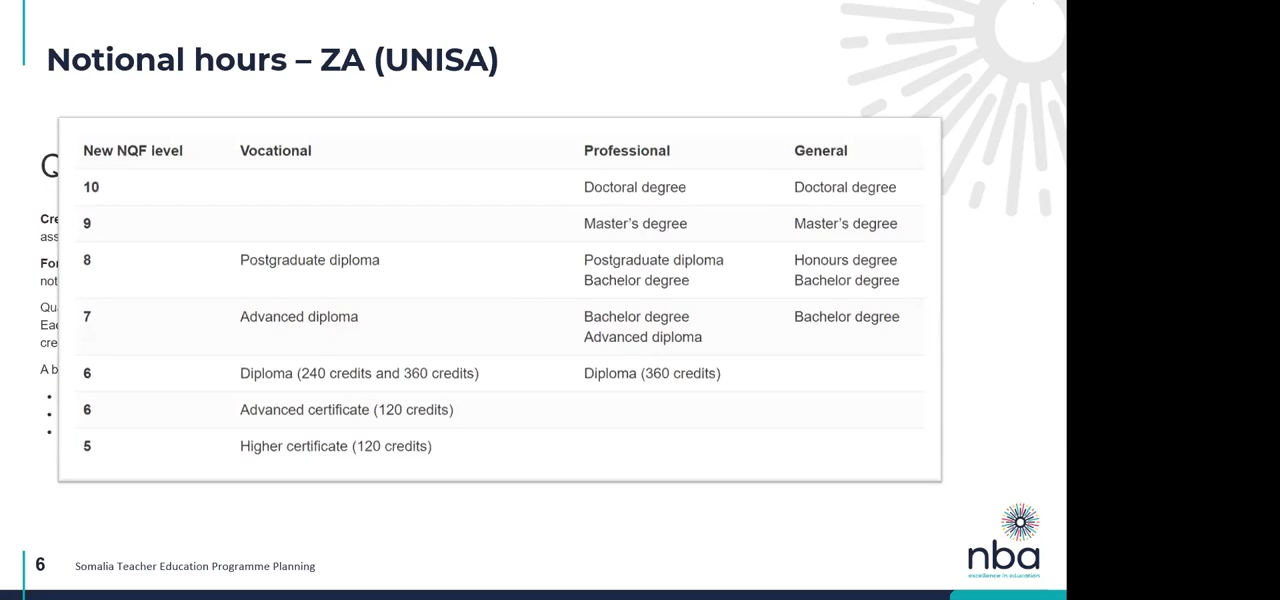 Notional hours – ZA (UNISA)
New NQF level Vocational Professional General
10 Doctoral degree Doctoral degree
9 Master's degree Master's degree
8 Postgraduate diploma Postgraduate diploma Honours degree
Bachelor degree Bachelor degree
7 Advanced diploma Bachelor degree Bachelor degree
Advanced diploma
6 Diploma (240 credits and 360 credits) Diploma (360 credits)
6 Advanced certificate (120 credits)
5 Higher certificate (120 credits)
6 Somalia Teacher Education Programme Planning
nba
excellence in education